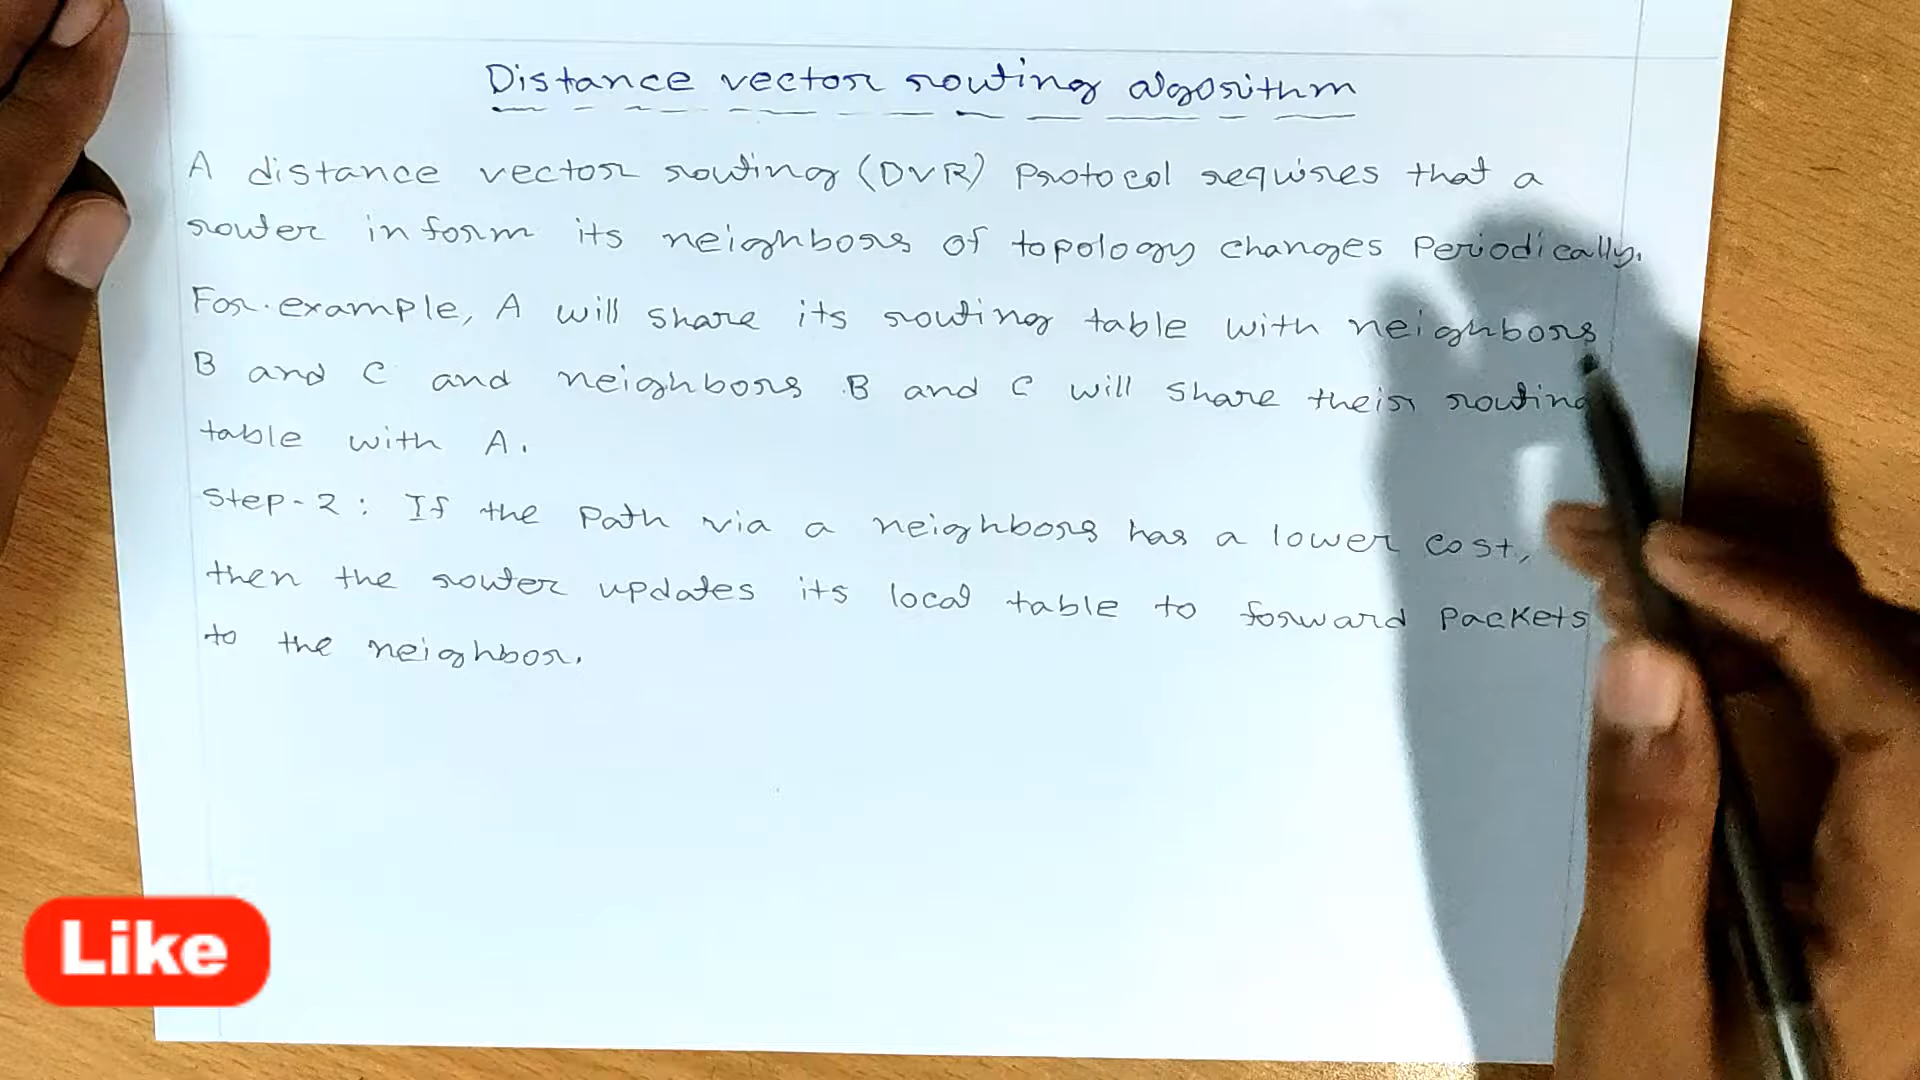 Distance vector routing algorithm
A distance vector routing (DVR) Protocol requires that a
router inform its neighbors of topology changes Periodically.
For example, A will share its routing table with neighbors
B and C and neighbors B and C will share their routing
table with A.
Step-2: If the Path via a neighbors has a lower cost,
then the router updates its local table to forward Packets
to the neighbor.
Like